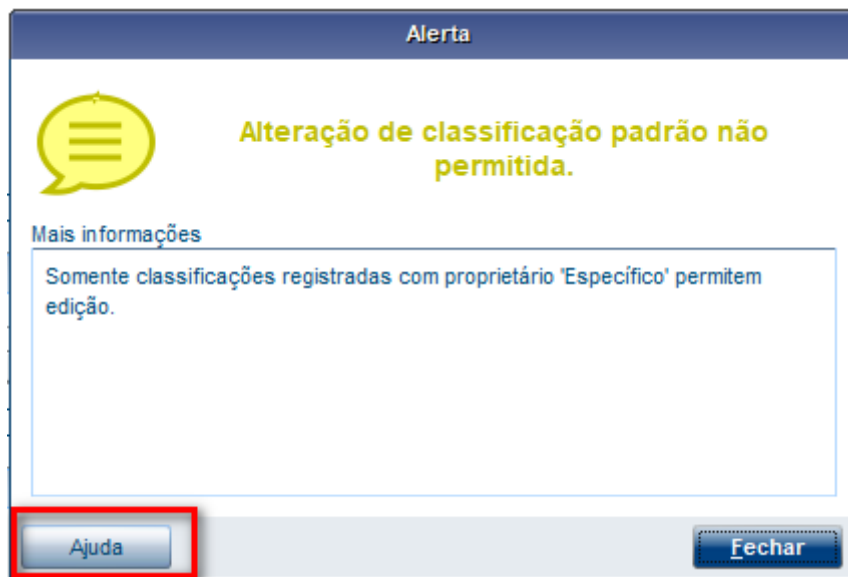 Alerta
Alteração de classificação padrão não
permitida.
Mais informações
Somente classificações registradas com proprietário 'Específico' permitem
edição.
Ajuda
Fechar